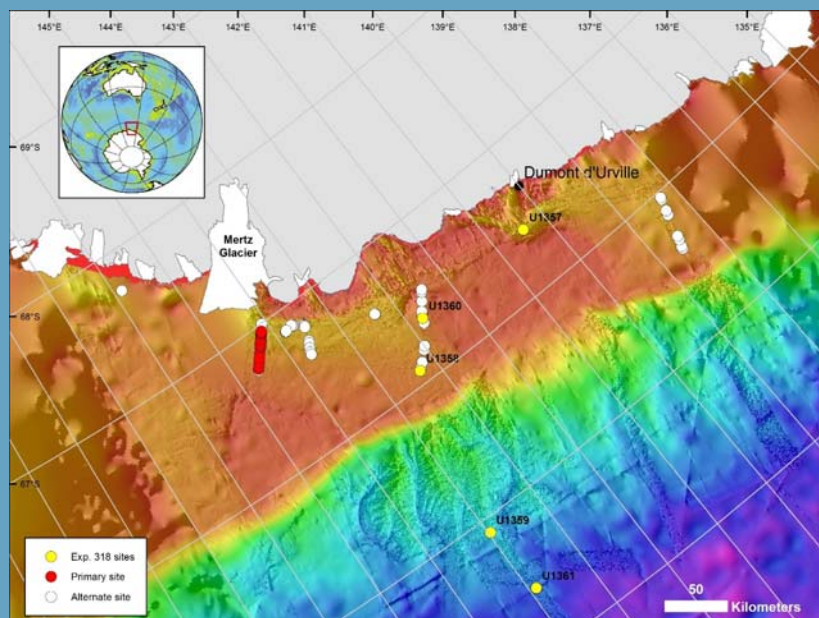 145°E 144°E 143°E 142°E 141°E 140°E 139°E 138°E 137°E 136°E 135°E
69°S
Dumont d'Urville
U1357
Mertz
Glacier
U1360
68°S
U1358
67°S
U1359
Exp. 318 sites
Primary site
Alternate site
U1361
50
Kilometers